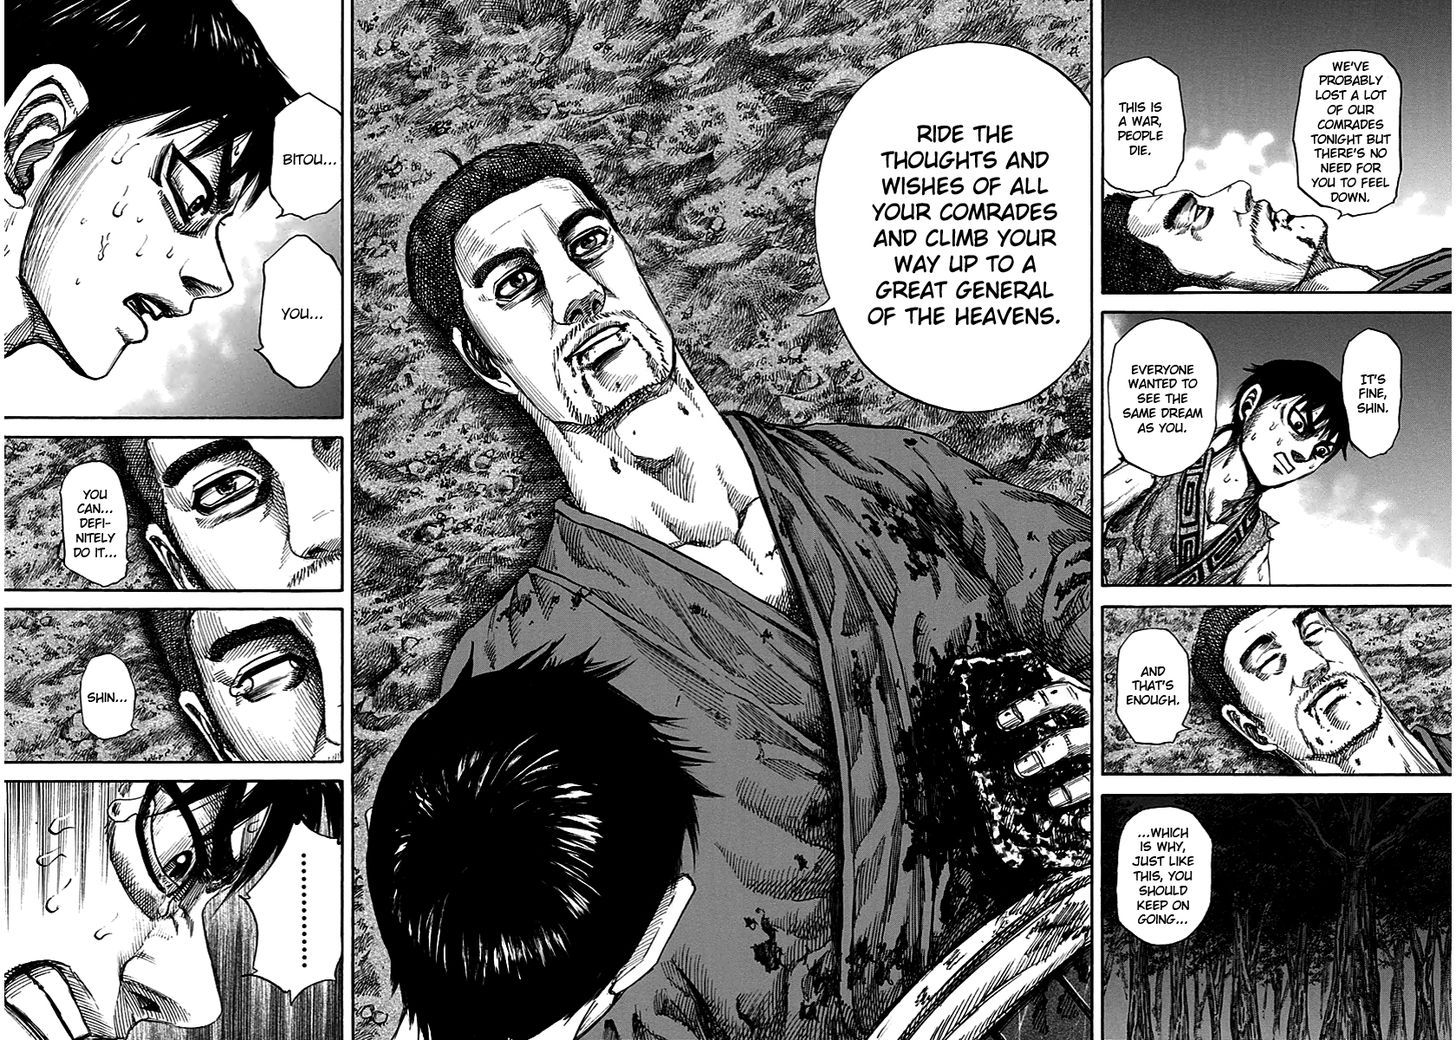 WE'VE
PROBABLY
LOST A LOT
OF OUR
COMRADES
TONIGHT BUT
THERE'S NO
NEED FOR
YOU TO FEEL
DOWN.
THIS IS
A WAR,
PEOPLE
DIE.
IT'S
FINE,
SHIN.
EVERYONE
WANTED TO
SEE THE
SAME DREAM
AS YOU.
AND
THAT'S
ENOUGH.
...WHICH
IS WHY,
JUST LIKE
THIS, YOU
SHOULD
KEEP ON
GOING...
RIDE THE
THOUGHTS AND
WISHES OF ALL
YOUR COMRADES
AND CLIMB YOUR
WAY UP TO A
GREAT GENERAL
OF THE HEAVENS.
BITOU...
YOU...
YOU
CAN...
DEFI-
NITELY
DO IT...
SHIN...
............